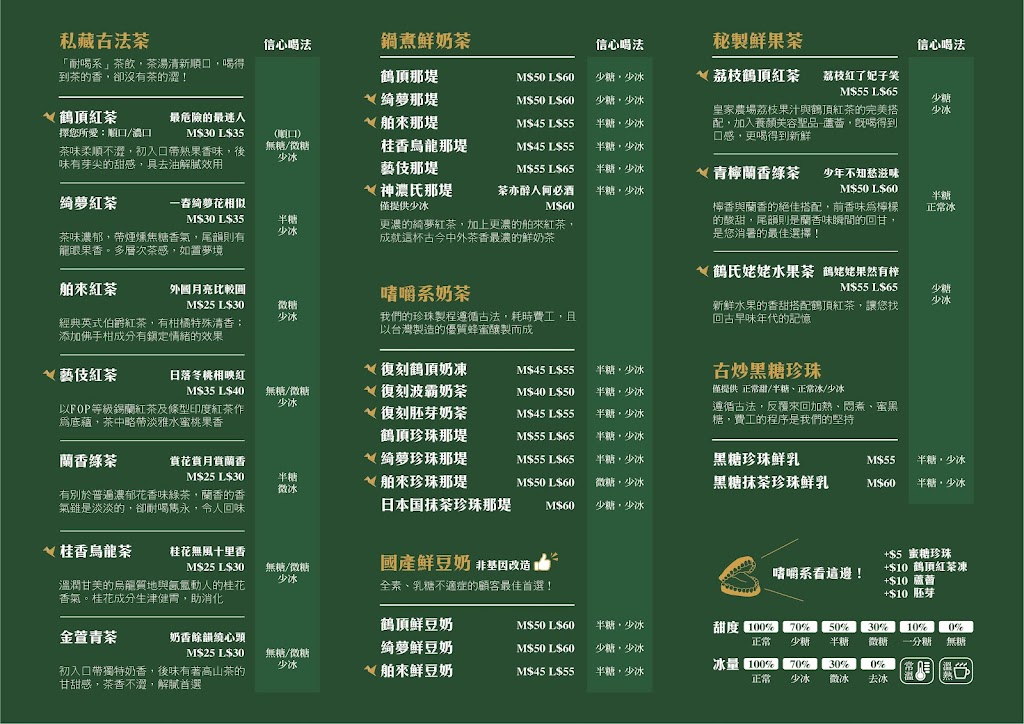 私藏古法茶 信心喝法
「耐喝系」茶飲，茶湯清新順口，喝得
到茶的香，卻沒有茶的澀！
鶴頂紅茶 最危險的最迷人
擇您所愛：順口/濃口 M$30 L$35
茶味柔順不澀，初入口帶熟果香味，後
味有芽尖的甜感，具去油解膩效用
(順口)
無糖/微糖
少冰
綺夢紅茶 一春綺夢花相似
M$30 L$35
茶味濃郁，帶煙燻焦糖香氣，尾韻則有
龍眼果香。多層次茶感，如置夢境
半糖
少冰
舶來紅茶 外國月亮比較圓
M$25 L$30
經典英式伯爵紅茶，有柑橘特殊清香；
添加佛手柑成分有鎮定情緒的效果
微糖
少冰
藝伎紅茶 日落冬桃相映紅
M$35 L$40
以FOP等級錫蘭紅茶及條型印度紅茶作
為底蘊，茶中略帶淡雅水蜜桃果香
無糖/微糖
少冰
蘭香綠茶 賞花賞月賞蘭香
M$25 L$30
有別於普遍濃郁花香味綠茶，蘭香的香
氣雖是淡淡的，卻耐喝雋永，令人回味
半糖
微冰
桂香烏龍茶 桂花無風十里香
M$25 L$30
溫潤甘美的烏龍質地與氤氳動人的桂花
香氣。桂花成分生津健胃，助消化
無糖/微糖
少冰
金萱青茶 奶香餘韻繞心頭
M$25 L$30
初入口帶獨特奶香，後味有著高山茶的
甘甜感，茶香不澀，解膩首選
無糖/微糖
少冰
鍋煮鮮奶茶 信心喝法
鶴頂那堤 M$50 L$60 少糖，少冰
綺夢那堤 M$50 L$60 少糖，少冰
舶來那堤 M$45 L$55 半糖，少冰
桂香烏龍那堤 M$45 L$55 半糖，少冰
藝伎那堤 M$55 L$65 半糖，少冰
神濃氏那堤 茶亦醉人何必酒 半糖，少冰
僅提供少冰 M$60
更濃的綺夢紅茶，加上更濃的舶來紅茶，
成就這杯古今中外茶香最濃的鮮奶茶
嗜嚼系奶茶
我們的珍珠製程遵循古法，耗時費工，且
以台灣製造的優質蜂蜜釀製而成
復刻鶴頂奶凍 M$45 L$55 半糖，少冰
復刻波霸奶茶 M$40 L$50 半糖，少冰
復刻胚芽奶茶 M$45 L$55 半糖，少冰
鶴頂珍珠那堤 M$55 L$65 半糖，少冰
綺夢珍珠那堤 M$55 L$65 半糖，少冰
舶來珍珠那堤 M$50 L$60 微糖，少冰
日本国抹茶珍珠那堤 M$60 少糖，少冰
國產鮮豆奶 非基因改造
全素、乳糖不適症的顧客最佳首選！
鶴頂鮮豆奶 M$50 L$60 半糖，少冰
綺夢鮮豆奶 M$50 L$60 少糖，少冰
舶來鮮豆奶 M$45 L$55 半糖，少冰
秘製鮮果茶 信心喝法
荔枝鶴頂紅茶 荔枝紅了妃子笑
M$55 L$65
皇家農場荔枝果汁與鶴頂紅茶的完美搭
配，加入養顏美容聖品-蘆薈，既喝得到
口感，更喝得到新鮮
少糖
少冰
青檸蘭香綠茶 少年不知愁滋味
M$50 L$60
檸香與蘭香的絕佳搭配，前香味為檸檬
的酸甜，尾韻則是蘭香味瞬間的回甘，
是您消暑的最佳選擇！
半糖
正常冰
鶴氏姥姥水果茶 鶴姥姥果然有梓
M$55 L$65
新鮮水果的香甜搭配鶴頂紅茶，讓您找
回古早味年代的記憶
少糖
少冰
古炒黑糖珍珠
僅提供 正常甜/半糖、正常冰/少冰
遵循古法，反覆來回加熱、悶煮、蜜黑
糖，費工的程序是我們的堅持
黑糖珍珠鮮乳 M$55 半糖，少冰
黑糖抹茶珍珠鮮乳 M$60 半糖，少冰
嗜嚼系看這邊！
+$5 蜜糖珍珠
+$10 鶴頂紅茶凍
+$10 蘆薈
+$10 胚芽
甜度 100% 70% 50% 30% 10% 0%
正常 少糖 半糖 微糖 一分糖 無糖
冰量 100% 70% 30% 0% 常溫 溫熱
正常 少冰 微冰 去冰